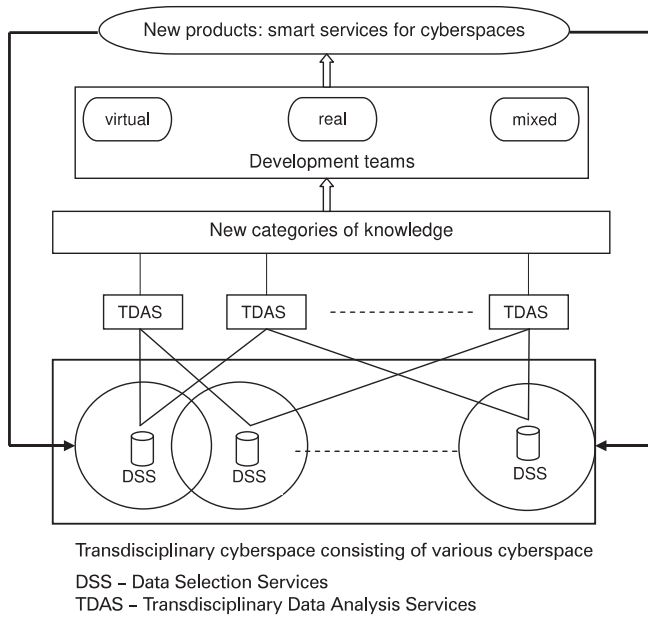 New products: smart services for cyberspaces
virtual
real
mixed
Development teams
New categories of knowledge
TDAS
TDAS
TDAS
DSS
DSS
DSS
Transdisciplinary cyberspace consisting of various cyberspace
DSS – Data Selection Services
TDAS – Transdisciplinary Data Analysis Services